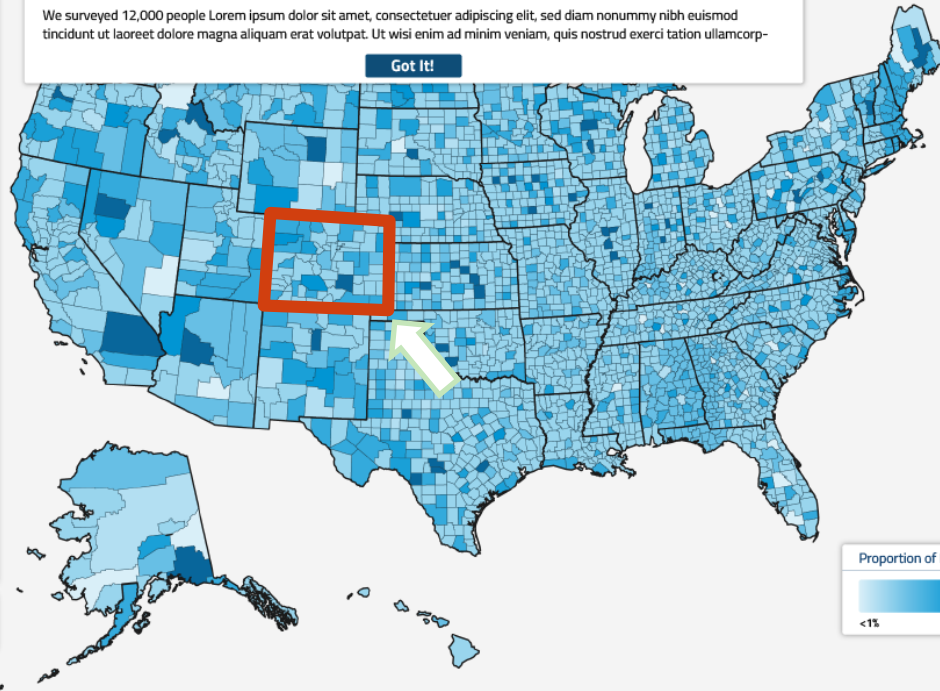 We surveyed 12,000 people Lorem ipsum dolor sit amet, consectetuer adipiscing elit, sed diam nonummy nibh euismod
tincidunt ut laoreet dolore magna aliquam erat volutpat. Ut wisi enim ad minim veniam, quis nostrud exerci tation ullamcorp-
Got It!
Proportion of
<1%